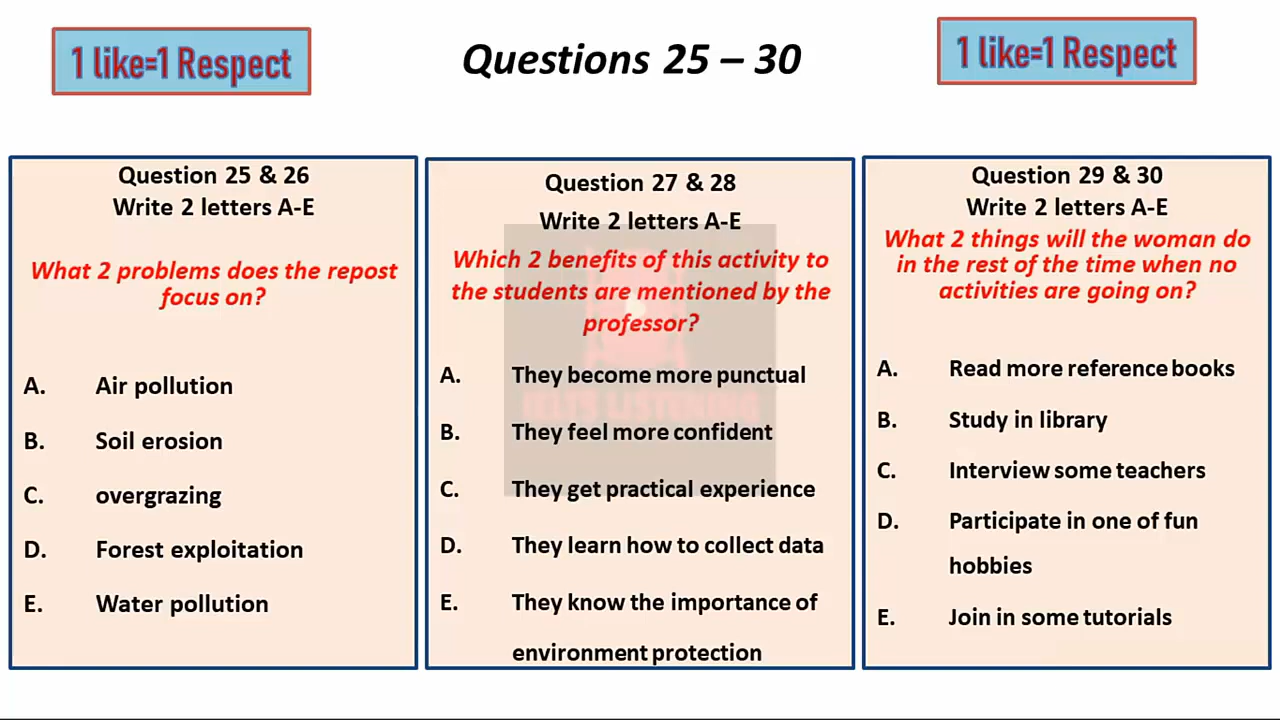 1 like=1 Respect
Questions 25 – 30
1 like=1 Respect
Question 25 & 26
Write 2 letters A-E
What 2 problems does the repost
focus on?
A. Air pollution
B. Soil erosion
C. overgrazing
D. Forest exploitation
E. Water pollution
Question 27 & 28
Write 2 letters A-E
Which 2 benefits of this activity to
the students are mentioned by the
professor?
A. They become more punctual
B. They feel more confident
C. They get practical experience
D. They learn how to collect data
E. They know the importance of
environment protection
IELTS LISTENING
Question 29 & 30
Write 2 letters A-E
What 2 things will the woman do
in the rest of the time when no
activities are going on?
A. Read more reference books
B. Study in library
C. Interview some teachers
D. Participate in one of fun
hobbies
E. Join in some tutorials